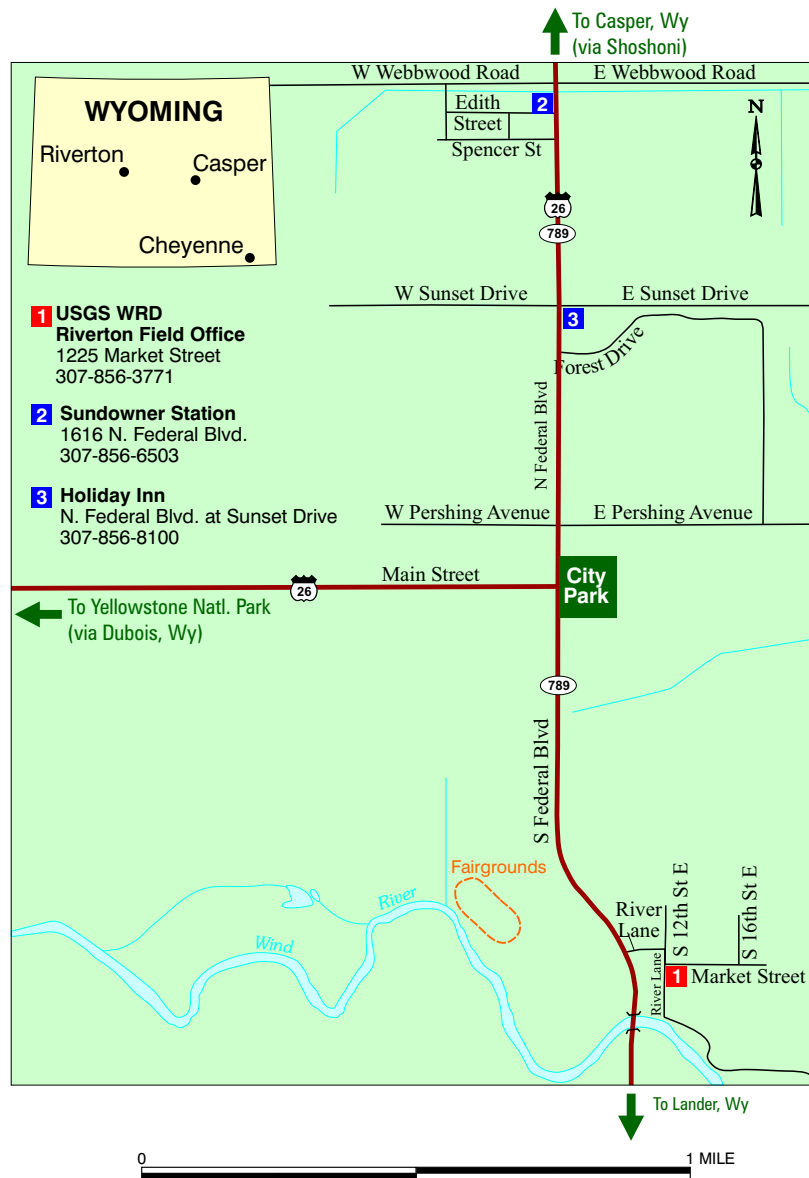 To Casper, Wy
(via Shoshoni)
W Webbwood Road
E Webbwood Road
WYOMING
Riverton
Casper
Cheyenne
Edith
Street
2
Spencer St
N
26
789
W Sunset Drive
E Sunset Drive
3
Forest Drive
1 USGS WRD
Riverton Field Office
1225 Market Street
307-856-3771
2 Sundowner Station
1616 N. Federal Blvd.
307-856-6503
3 Holiday Inn
N. Federal Blvd. at Sunset Drive
307-856-8100
N Federal Blvd
W Pershing Avenue
E Pershing Avenue
Main Street
26
City
Park
To Yellowstone Natl. Park
(via Dubois, Wy)
789
S Federal Blvd
Fairgrounds
River
Wind
River
Lane
S 12th St E
S 16th St E
River Lane
1
Market Street
To Lander, Wy
0
1 MILE